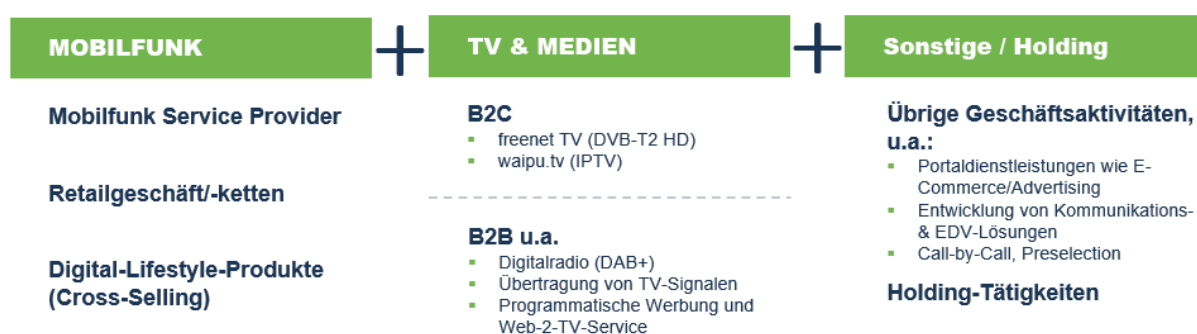 MOBILFUNK
Mobilfunk Service Provider
Retailgeschäft/-ketten
Digital-Lifestyle-Produkte
(Cross-Selling)
TV & MEDIEN
B2C
freenet TV (DVB-T2 HD)
waipu.tv (IPTV)
B2B u.a.
Digitalradio (DAB+)
Übertragung von TV-Signalen
Programmatische Werbung und
Web-2-TV-Service
Sonstige / Holding
Übrige Geschäftsaktivitäten,
u.a.:
Portaldienstleistungen wie E-
Commerce/Advertising
Entwicklung von Kommunikations-
& EDV-Lösungen
Call-by-Call, Preselection
Holding-Tätigkeiten